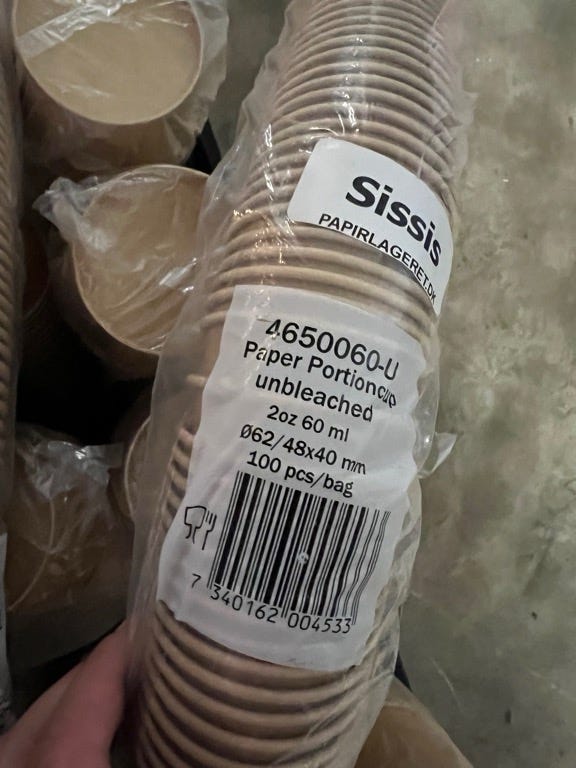 Sissis
PAPIRLAGERET.DK
4650060-U
Paper Portioncup
unbleached
2oz 60 ml
Ø62/48x40 mm
100 pcs/bag
7 340162 004533